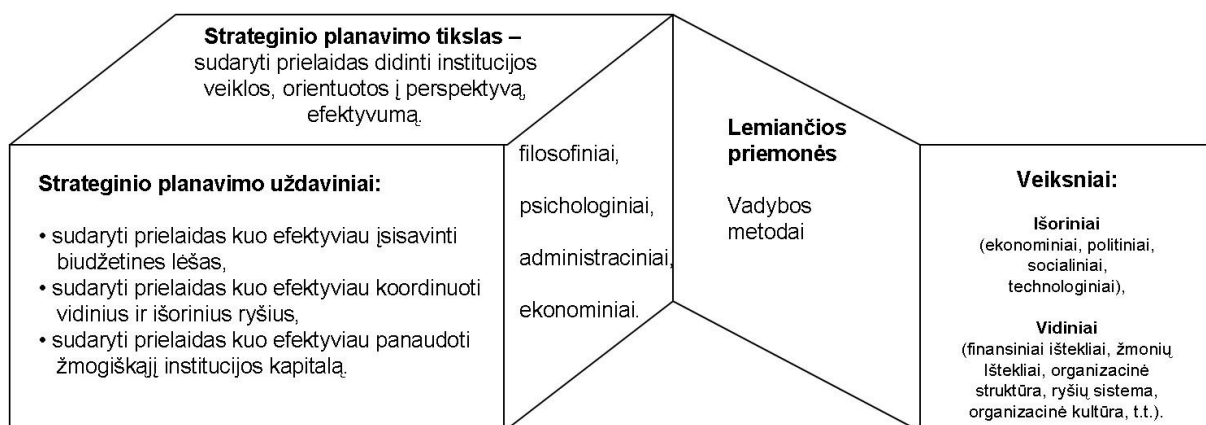 Strateginio planavimo tikslas –
sudaryti prielaidas didinti institucijos
veiklos, orientuotos į perspektyvą,
efektyvumą.
Strateginio planavimo uždaviniai:
• sudaryti prielaidas kuo efektyviau įsisavinti
biudžetines lėšas,
• sudaryti prielaidas kuo efektyviau koordinuoti
vidinius ir išorinius ryšius,
• sudaryti prielaidas kuo efektyviau panaudoti
žmogiškąjį institucijos kapitalą.
filosofiniai,
psichologiniai,
administraciniai,
ekonominiai.
Lemiančios
priemonės
Vadybos
metodai
Veiksniai:
Išoriniai
(ekonominiai, politiniai,
socialiniai,
technologiniai),
Vidiniai
(finansiniai ištekliai, žmonių
Ištekliai, organizacinė
struktūra, ryšių sistema,
organizacinė kultūra, t.t.).